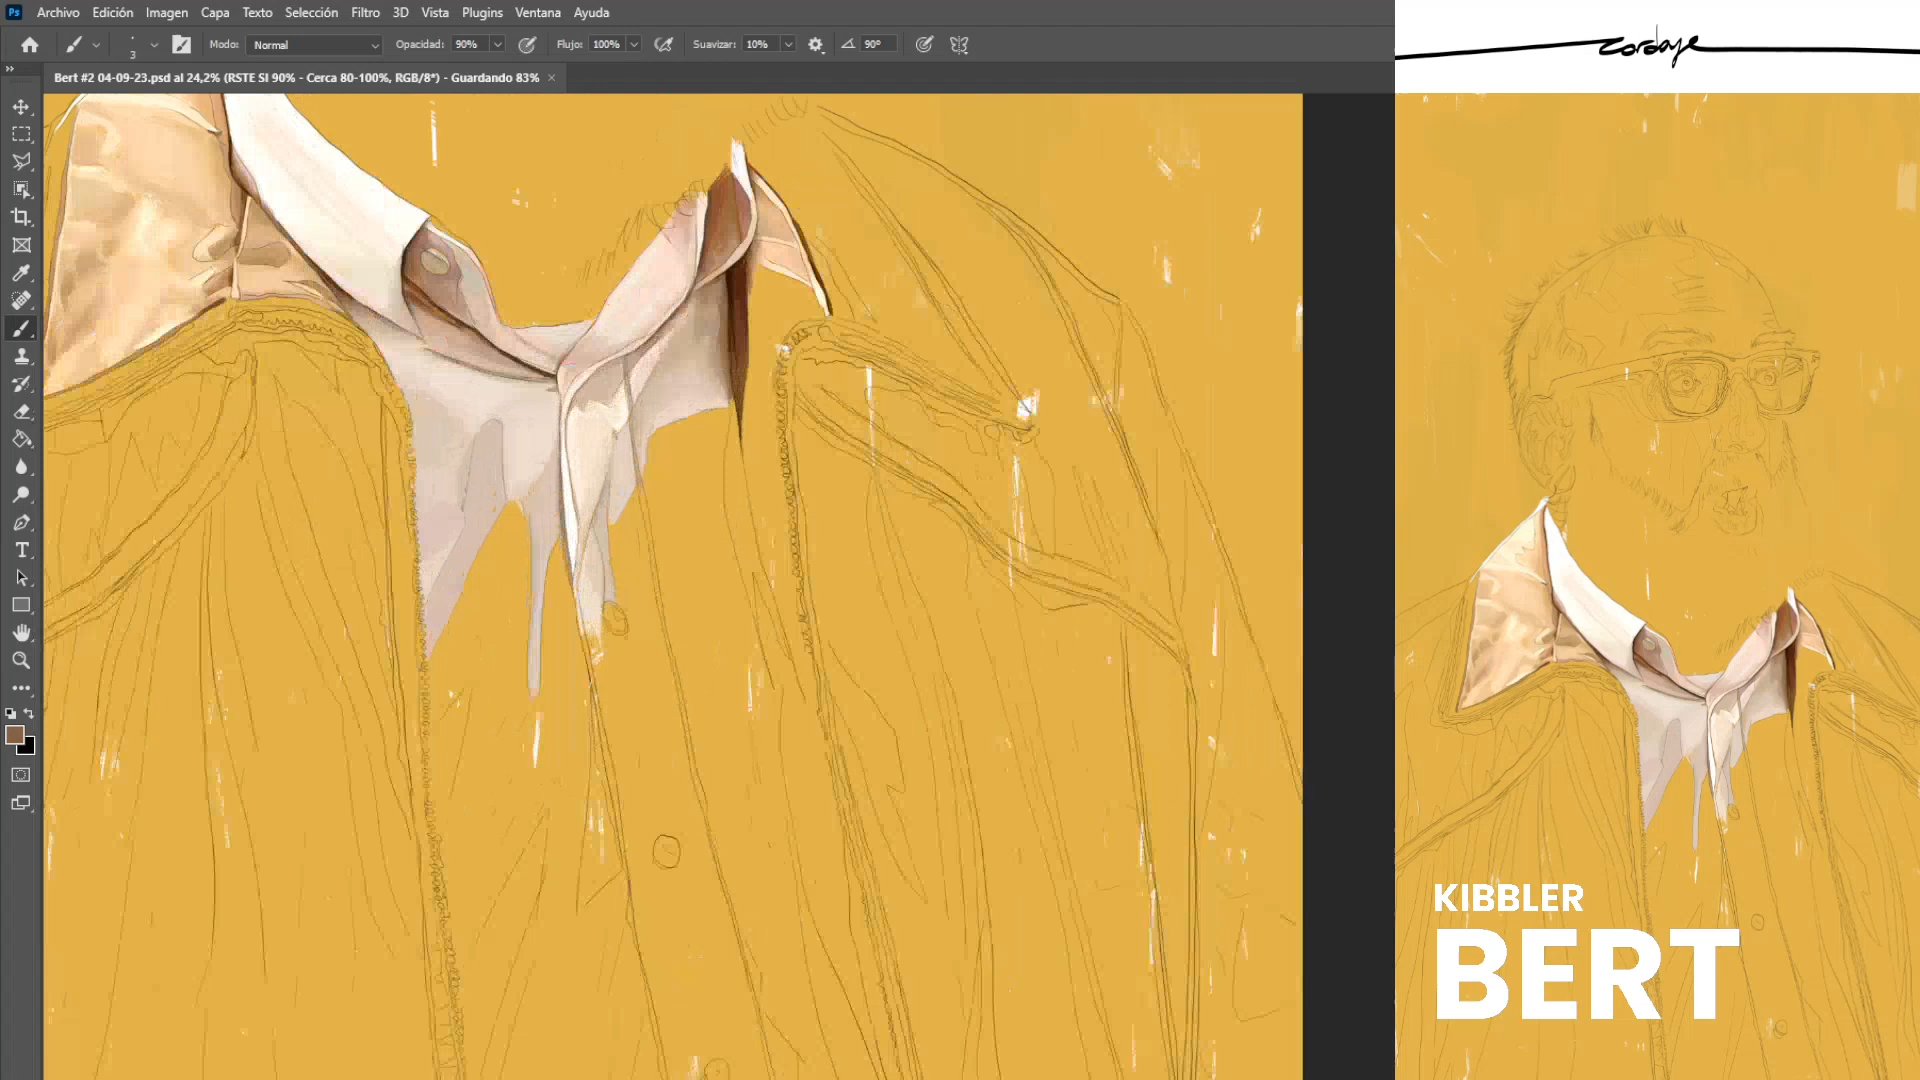 Ps Archivo Edición Imagen Capa Texto Selección Filtro 3D Vista Plugins Ventana Ayuda
3 Modo: Normal Opacidad: 90% Flujo: 100% Suavizar: 10% 90°
Bert #2 04-09-23.psd al 24,2% (RSTE SI 90% - Cerca 80-100%, RGB/8*) - Guardando 83% ×
KIBBLER
BERT